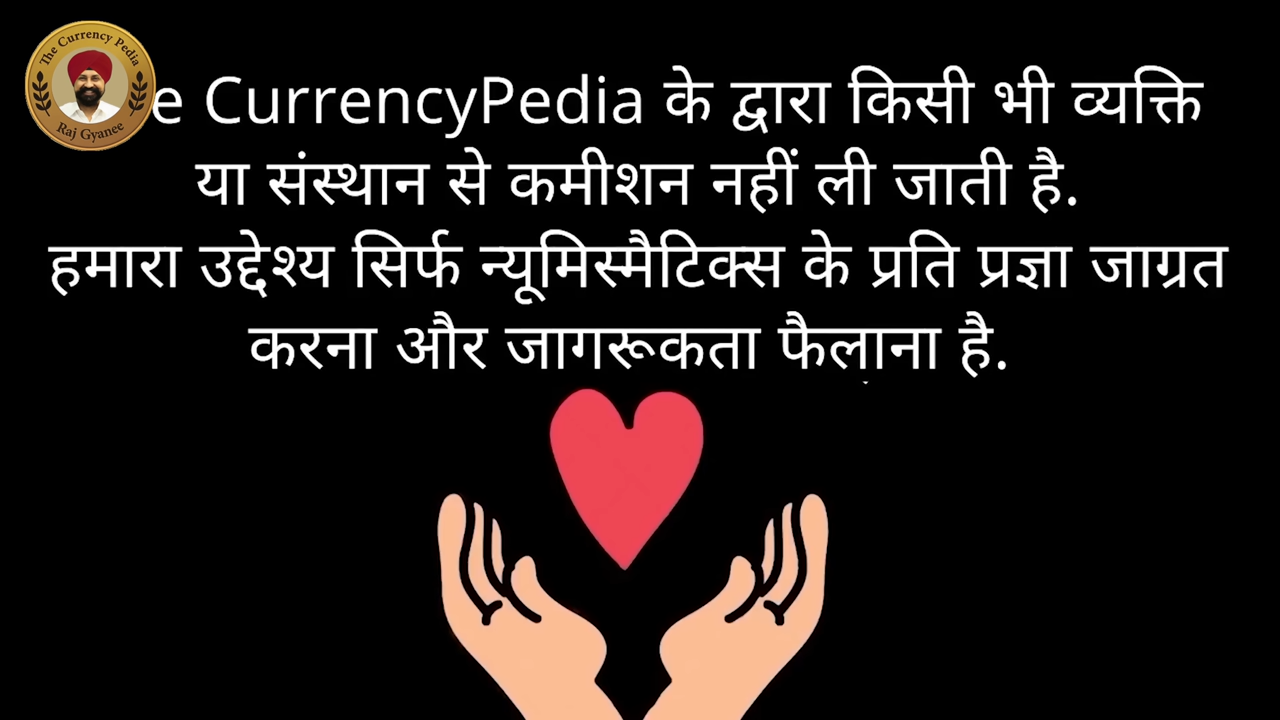 The Currency Pedia
Raj Gyanee
e CurrencyPedia के द्वारा किसी भी व्यक्ति
या संस्थान से कमीशन नहीं ली जाती है.
हमारा उद्देश्य सिर्फ न्यूमिस्मैटिक्स के प्रति प्रज्ञा जाग्रत
करना और जागरूकता फैलाना है.